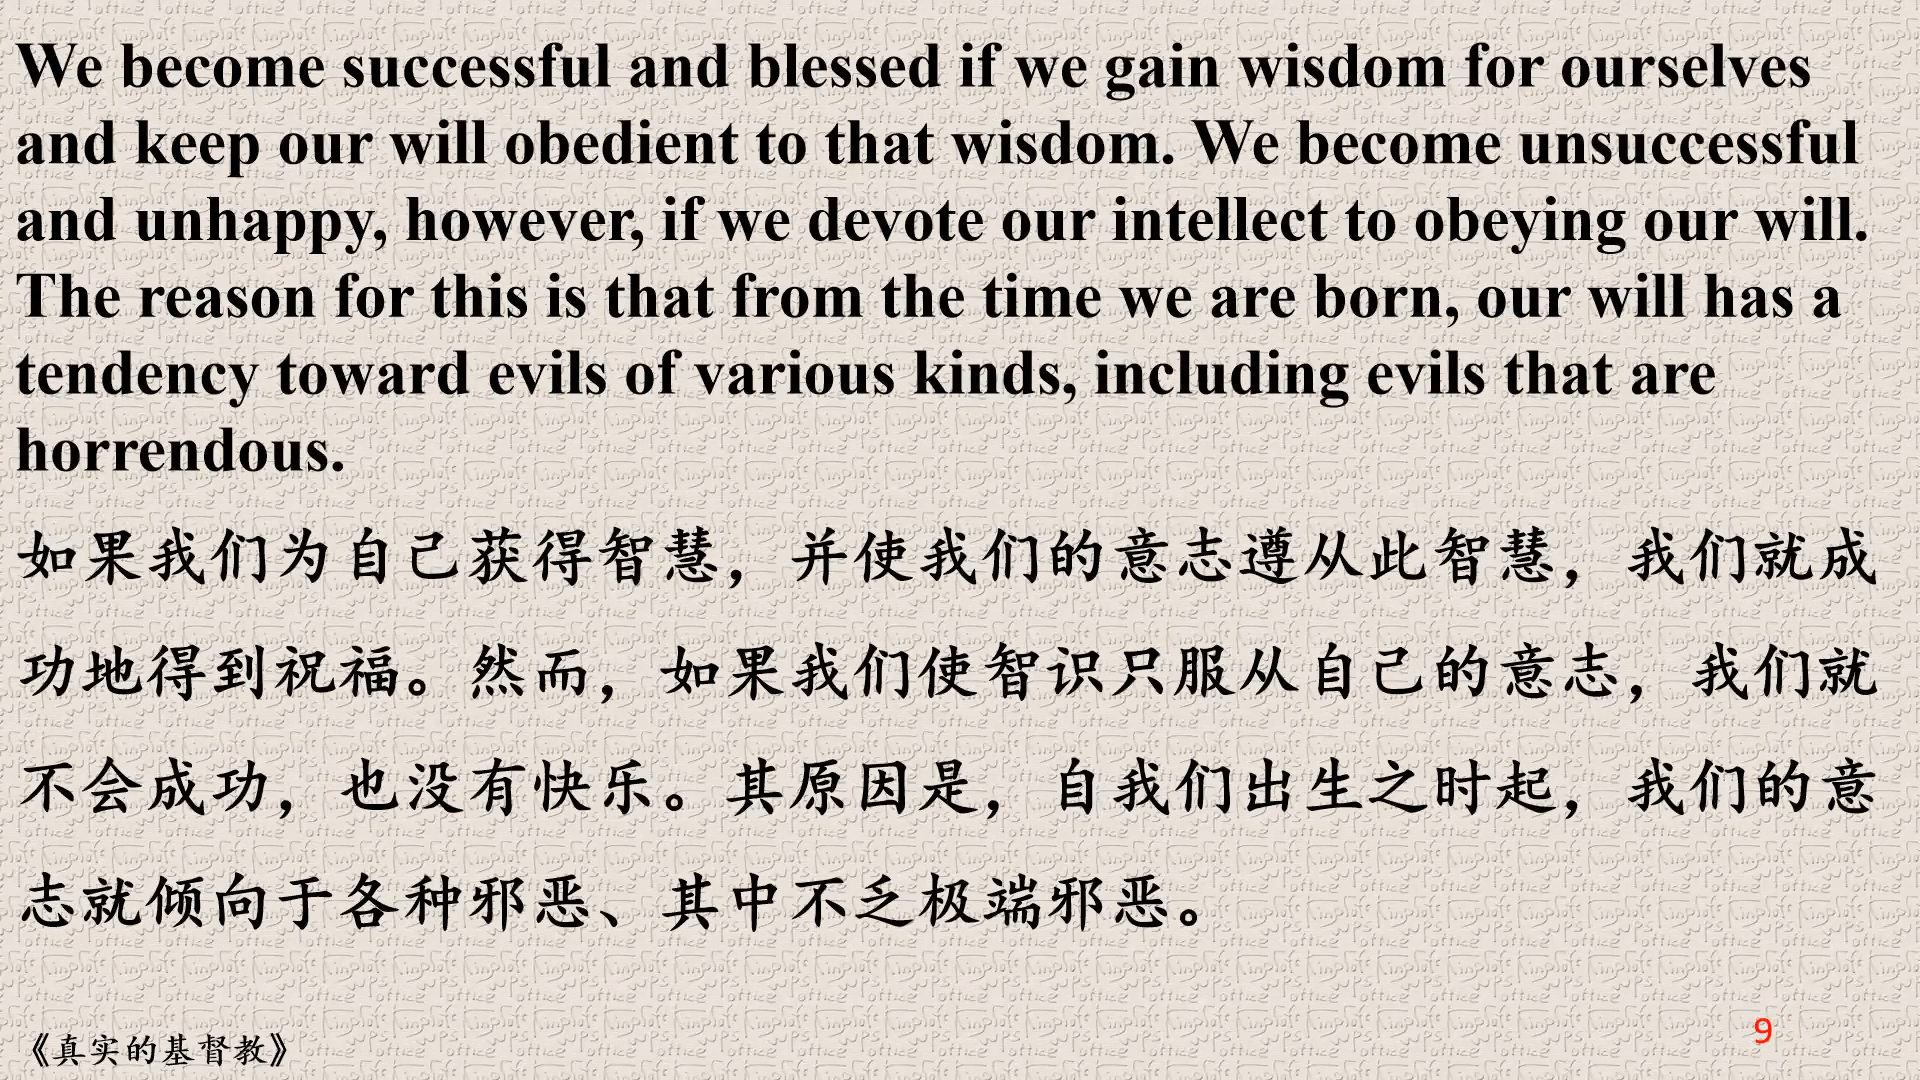 We become successful and blessed if we gain wisdom for ourselves
and keep our will obedient to that wisdom. We become unsuccessful
and unhappy, however, if we devote our intellect to obeying our will.
The reason for this is that from the time we are born, our will has a
tendency toward evils of various kinds, including evils that are
horrendous.
如果我们为自己获得智慧，并使我们的意志遵从此智慧，我们就成
功地得到祝福。然而，如果我们使智识只服从自己的意志，我们就
不会成功，也没有快乐。其原因是，自我们出生之时起，我们的意
志就倾向于各种邪恶、其中不乏极端邪恶。
《真实的基督教》
9